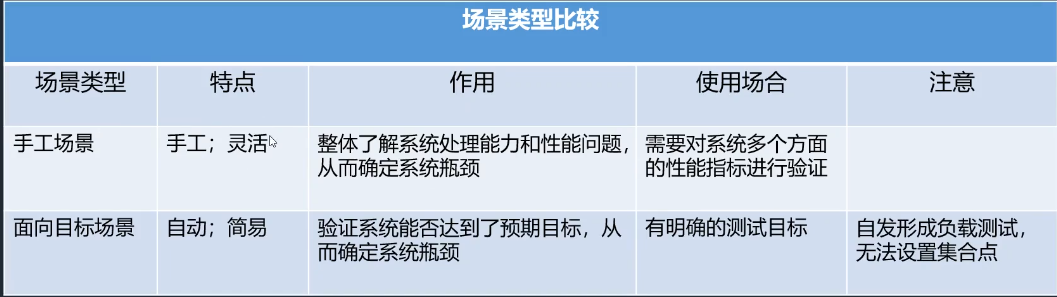 场景类型比较
场景类型 特点 作用 使用场合 注意
手工场景 手工；灵活 整体了解系统处理能力和性能问题，从而确定系统瓶颈 需要对系统多个方面的性能指标进行验证
面向目标场景 自动；简易 验证系统能否达到了预期目标，从而确定系统瓶颈 有明确的测试目标 自发形成负载测试，无法设置集合点